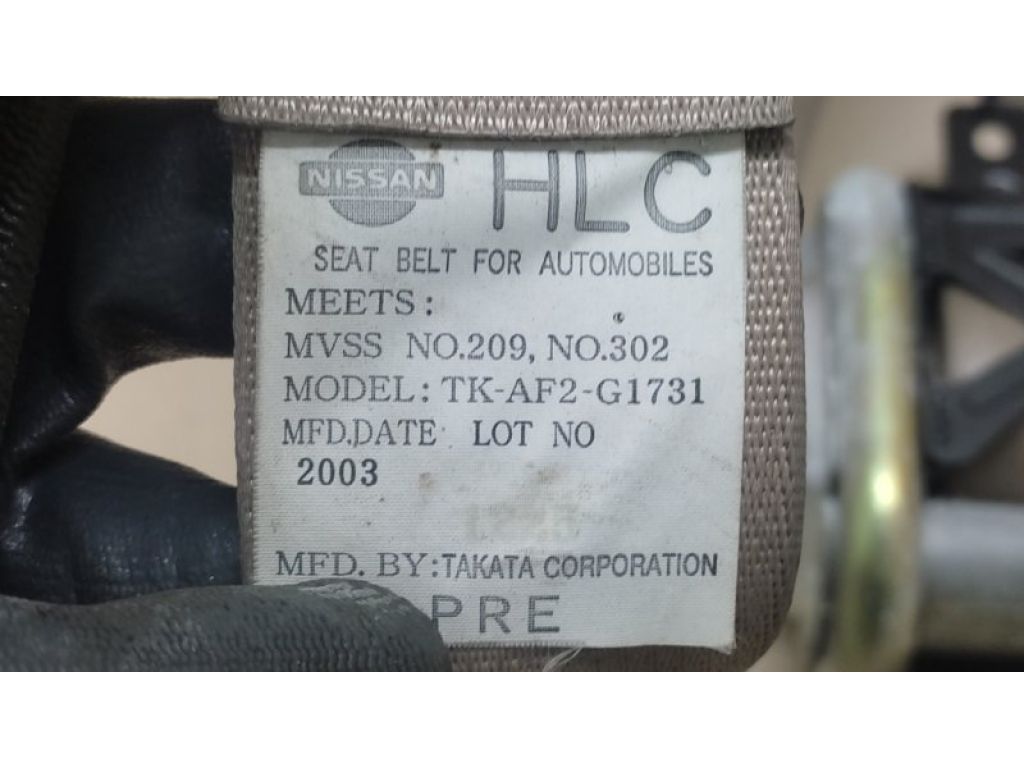 NISSAN HLC
SEAT BELT FOR AUTOMOBILES
MEETS:
MVSS NO.209, NO.302
MODEL: TK-AF2-G1731
MFD.DATE LOT NO
2003
MFD. BY: TAKATA CORPORATION
PRE